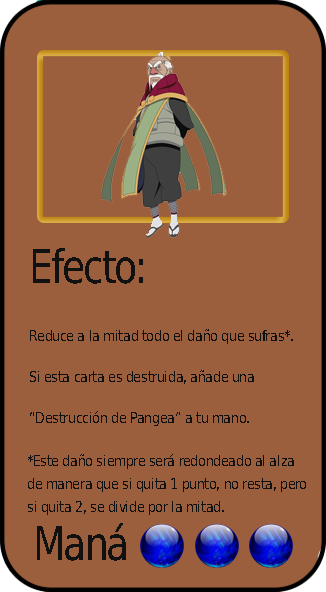 Efecto:
Reduce a la mitad todo el daño que sufras*.
Si esta carta es destruida, añade una
“Destrucción de Pangea” a tu mano.
*Este daño siempre será redondeado al alza
de manera que si quita 1 punto, no resta, pero
si quita 2, se divide por la mitad.
Maná